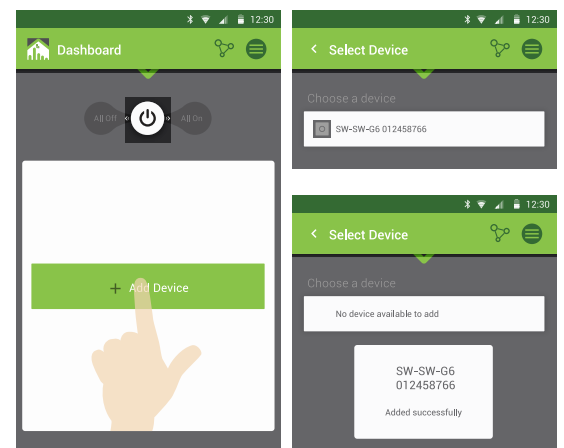 12:30
Dashboard
All Off
All On
+ Add Device
12:30
< Select Device
Choose a device
SW-SW-G6 012458766
12:30
< Select Device
Choose a device
No device available to add
SW-SW-G6
012458766
Added successfully